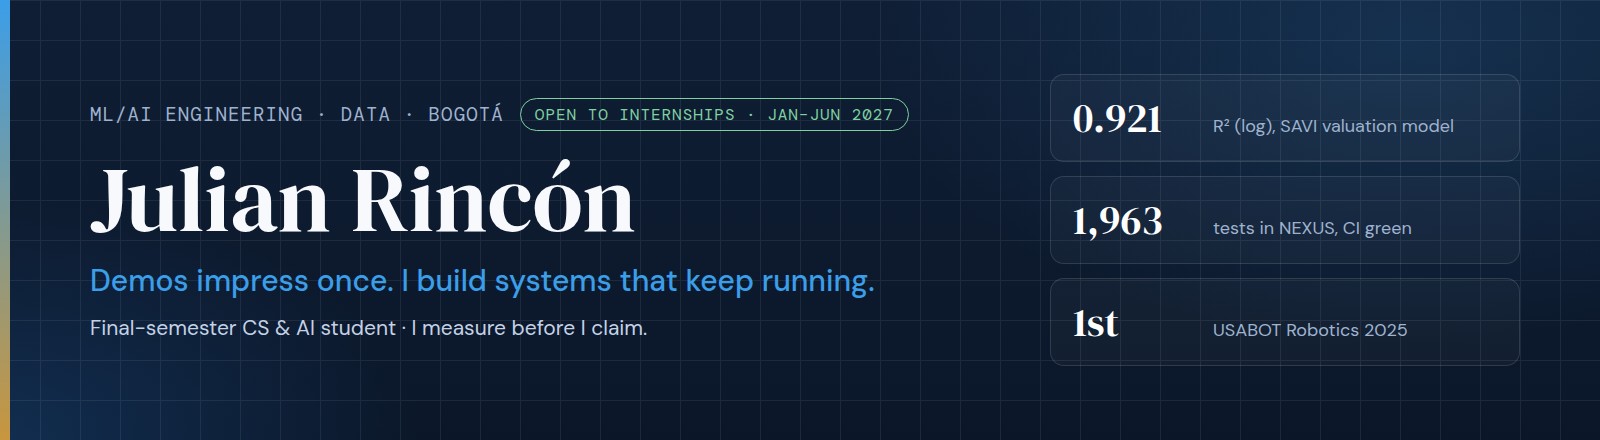 ML/AI ENGINEERING · DATA · BOGOTÁ
OPEN TO INTERNSHIPS · JAN-JUN 2027
Julian Rincón
Demos impress once. I build systems that keep running.
Final-semester CS & AI student · I measure before I claim.
0.921 R² (log), SAVI valuation model
1,963 tests in NEXUS, CI green
1st USABOT Robotics 2025